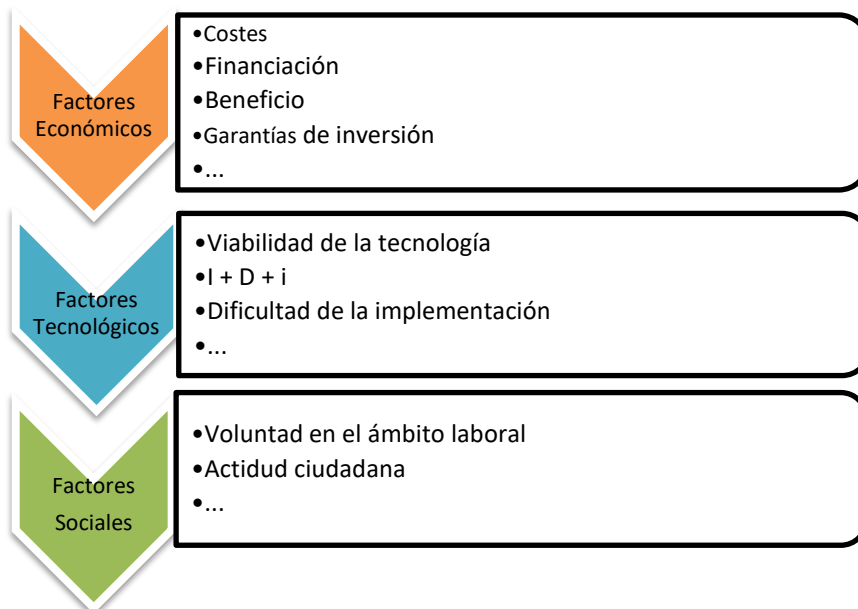 Factores
Económicos
•Costes
•Financiación
•Beneficio
•Garantías de inversión
•...
Factores
Tecnológicos
•Viabilidad de la tecnología
•I + D + i
•Dificultad de la implementación
•...
Factores
Sociales
•Voluntad en el ámbito laboral
•Actidud ciudadana
•...